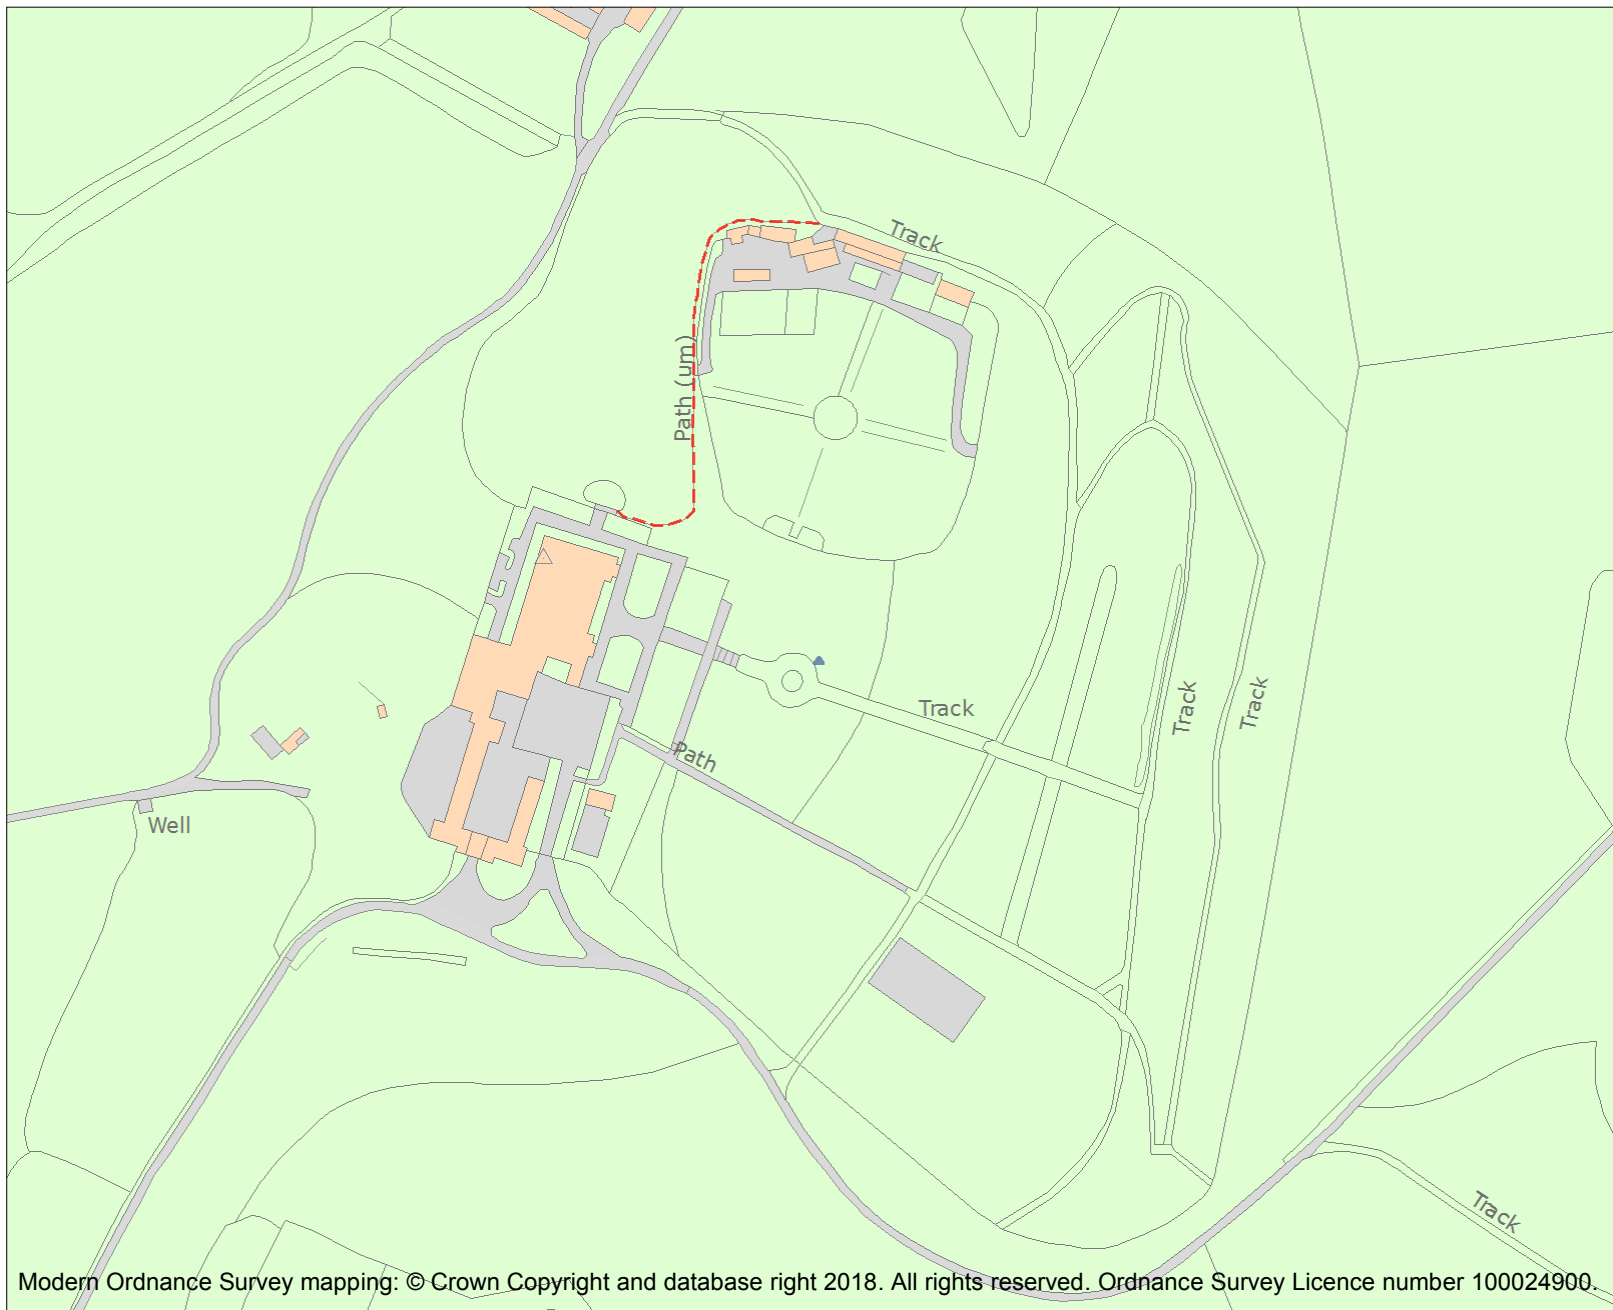 Track
Path (um)
Track
Track
Track
Path
Well
Track
Modern Ordnance Survey mapping: © Crown Copyright and database right 2018. All rights reserved. Ordnance Survey Licence number 100024900.